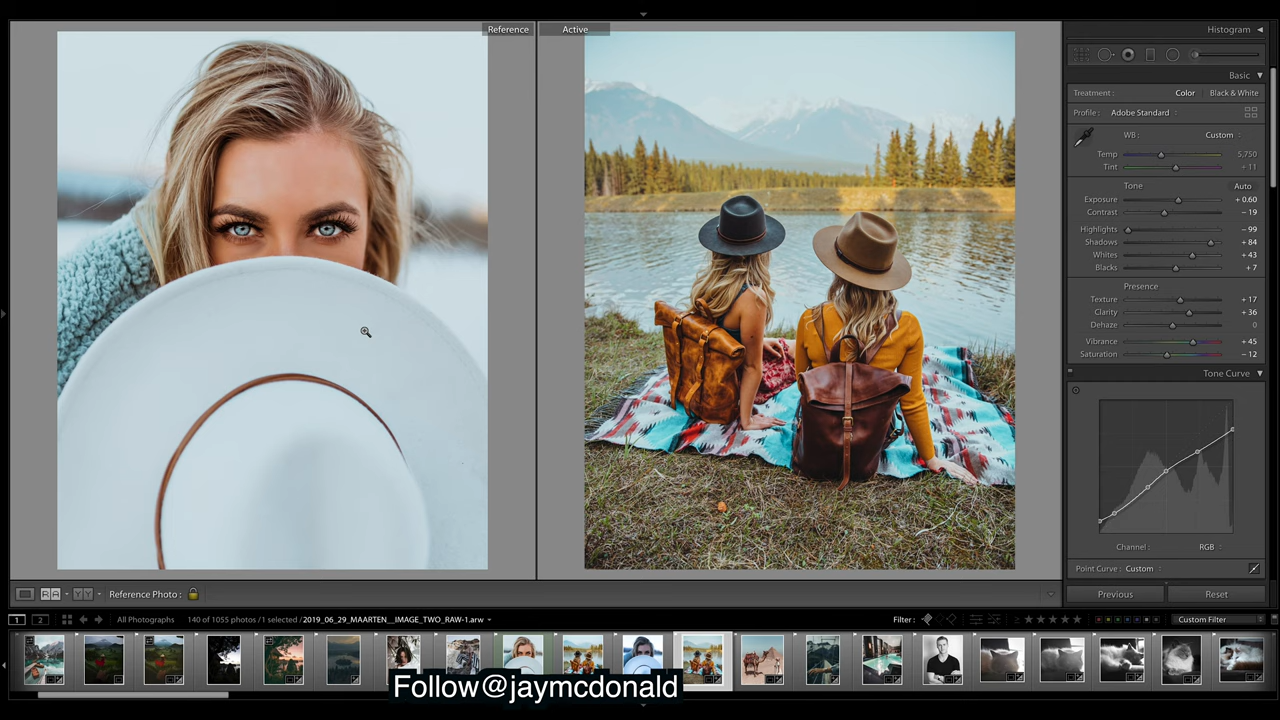 Reference
Active
Histogram
Basic
Treatment :
Color
Black & White
Profile :
Adobe Standard
WB :
Custom
Temp
5,750
Tint
+ 11
Tone
Auto
Exposure
+ 0.60
Contrast
− 19
Highlights
− 99
Shadows
+ 84
Whites
+ 43
Blacks
+ 7
Presence
Texture
+ 17
Clarity
+ 36
Dehaze
0
Vibrance
+ 45
Saturation
− 12
Tone Curve
Channel :
RGB
Point Curve : Custom
R A
Y Y
Reference Photo :
Previous
Reset
1
2
All Photographs
140 of 1055 photos / 1 selected / 2019_06_29_MAARTEN__IMAGE_TWO_RAW-1.arw
Filter :
Custom Filter
Follow@jaymcdonald